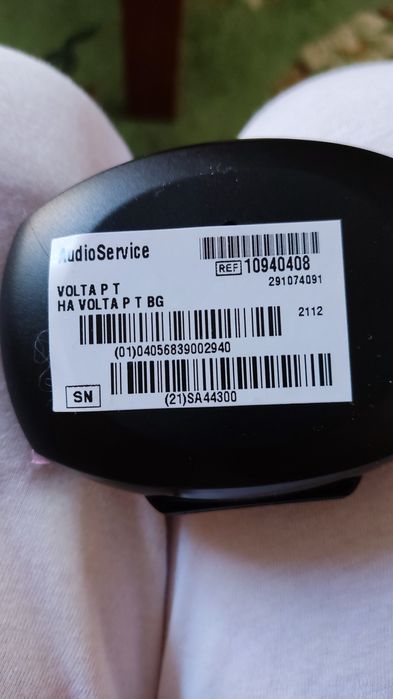 AudioService
REF 10940408
291074091
VOLTA P T
HA VOLTA P T BG
2112
(01)04056839002940
SN
(21)SA44300